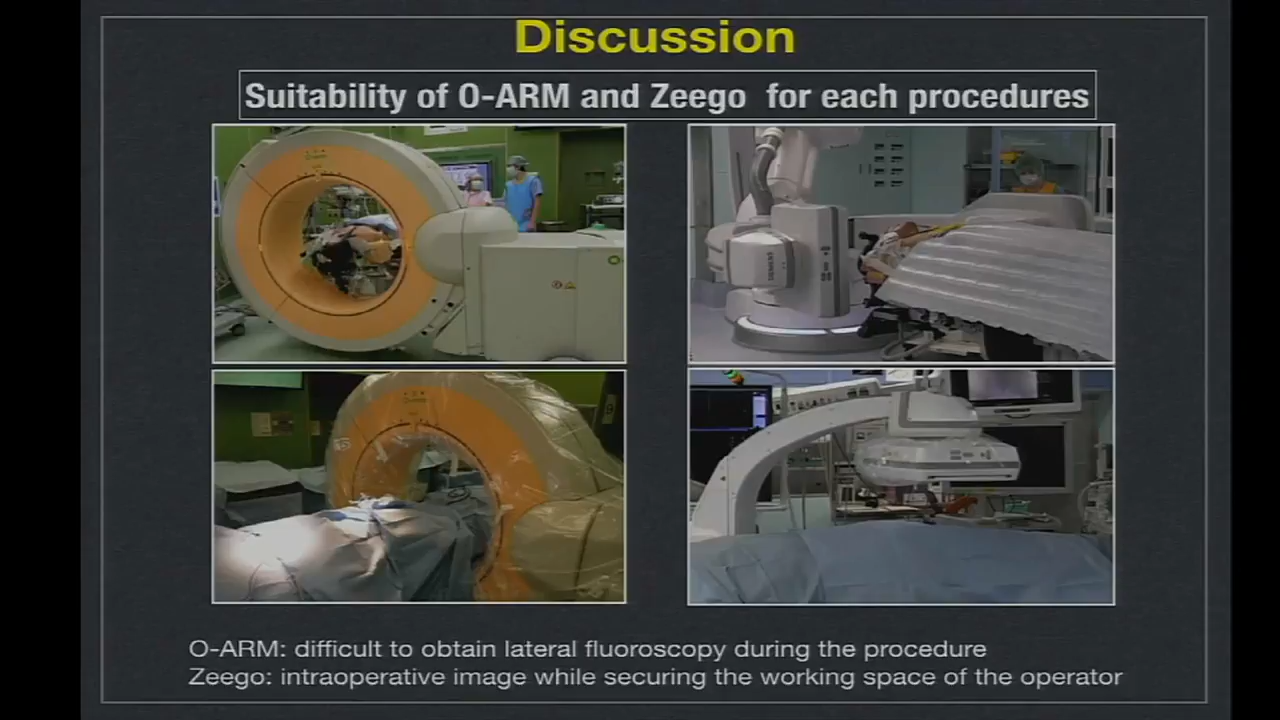 Discussion
Suitability of O-ARM and Zeego for each procedures
SIEMENS
O-ARM: difficult to obtain lateral fluoroscopy during the procedure
Zeego: intraoperative image while securing the working space of the operator